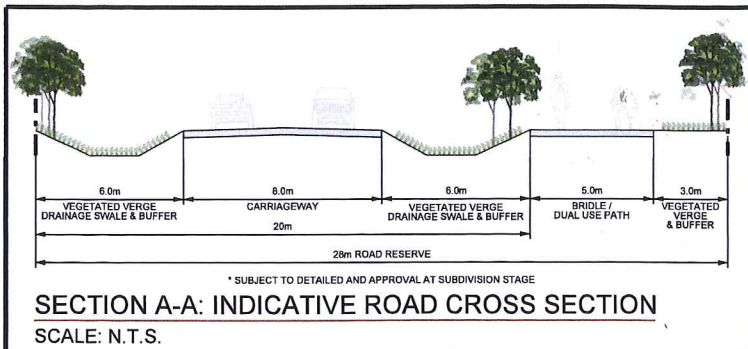 6.0m
8.0m
6.0m
5.0m
3.0m
VEGETATED VERGE
DRAINAGE SWALE & BUFFER
CARRIAGEWAY
VEGETATED VERGE
DRAINAGE SWALE & BUFFER
BRIDLE /
DUAL USE PATH
VEGETATED
VERGE
& BUFFER
20m
28m ROAD RESERVE
* SUBJECT TO DETAILED AND APPROVAL AT SUBDIVISION STAGE
SECTION A-A: INDICATIVE ROAD CROSS SECTION
SCALE: N.T.S.